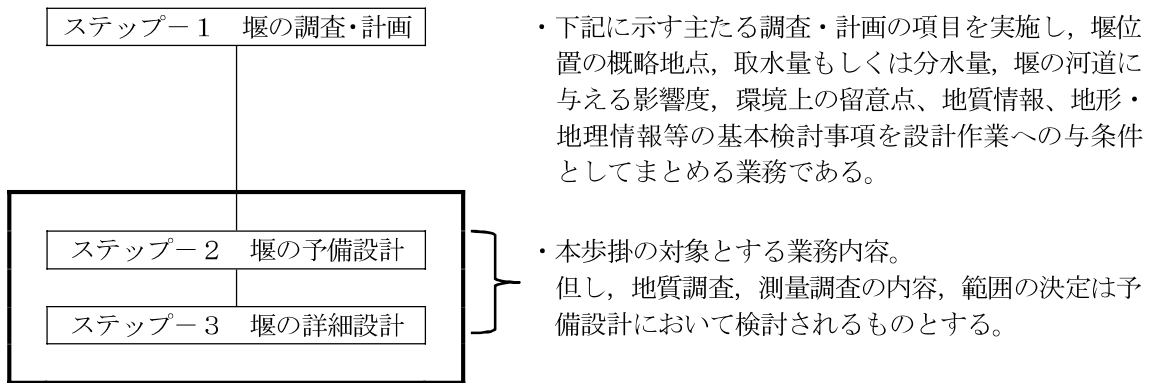 ステップ－１　堰の調査・計画
・下記に示す主たる調査・計画の項目を実施し，堰位
置の概略地点，取水量もしくは分水量，堰の河道に
与える影響度，環境上の留意点、地質情報、地形・
地理情報等の基本検討事項を設計作業への与条件
としてまとめる業務である。
ステップ－２　堰の予備設計
ステップ－３　堰の詳細設計
・本歩掛の対象とする業務内容。
但し，地質調査，測量調査の内容，範囲の決定は予
備設計において検討されるものとする。